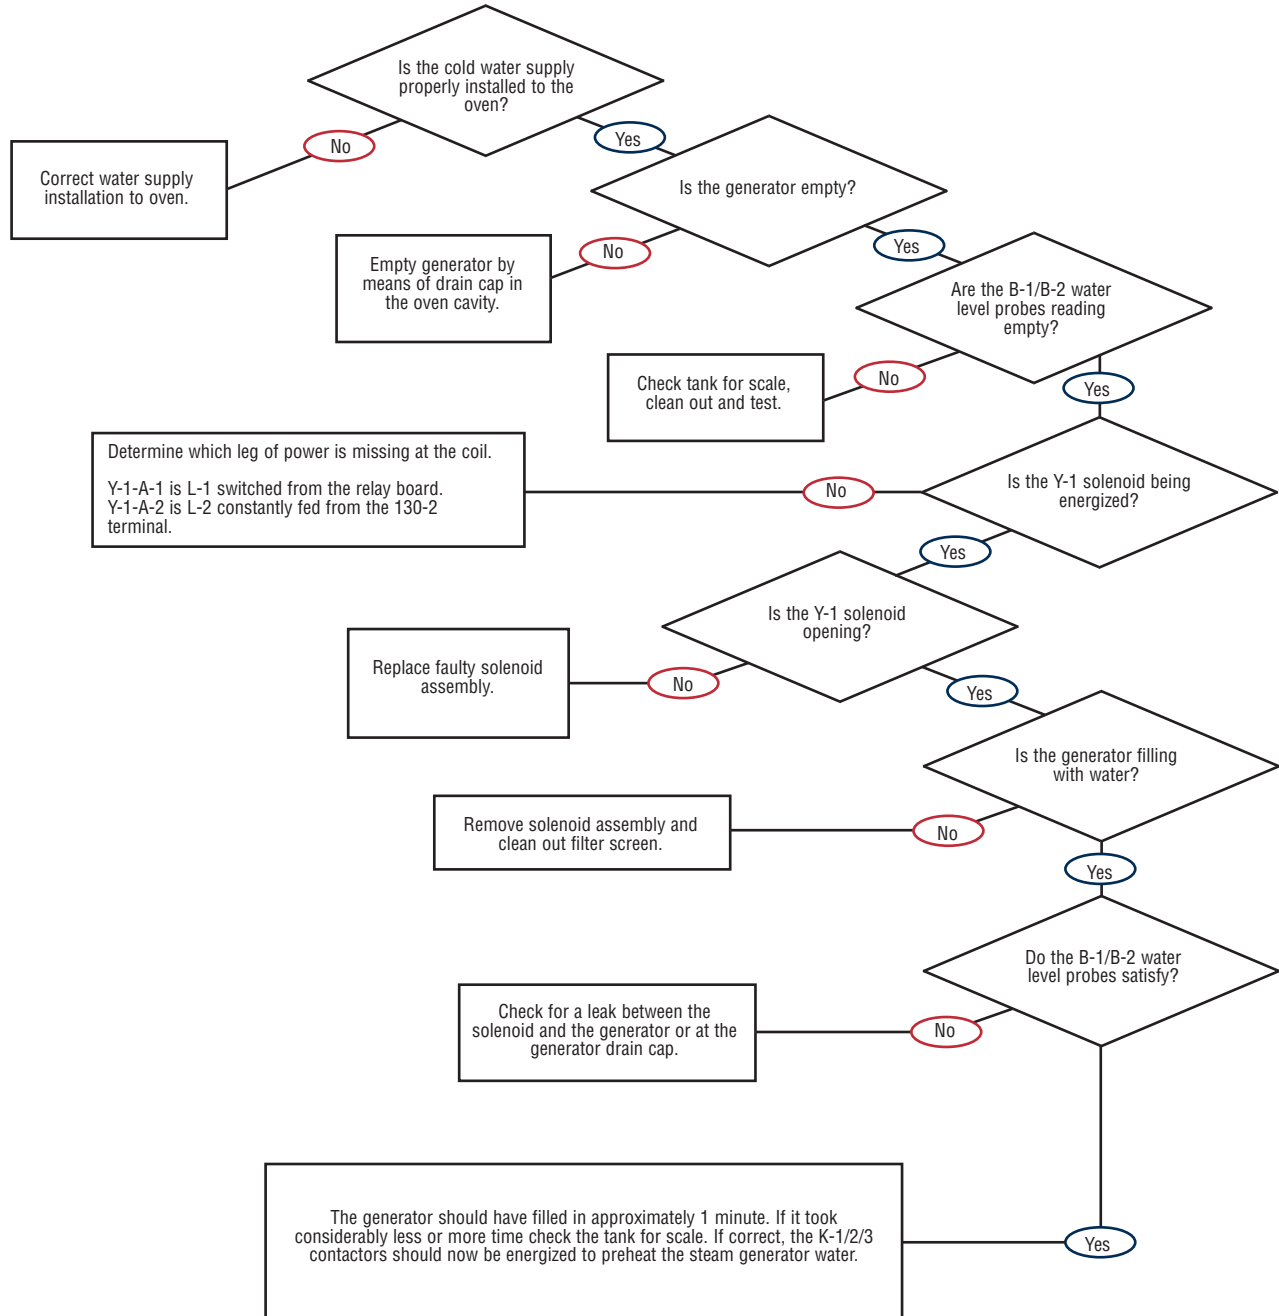 Is the cold water supply
properly installed to the
oven?
No
Yes
Correct water supply
installation to oven.
Is the generator empty?
No
Yes
Empty generator by
means of drain cap in
the oven cavity.
Are the B-1/B-2 water
level probes reading
empty?
No
Yes
Check tank for scale,
clean out and test.
Determine which leg of power is missing at the coil.
Y-1-A-1 is L-1 switched from the relay board.
Y-1-A-2 is L-2 constantly fed from the 130-2
terminal.
No
Is the Y-1 solenoid being
energized?
Yes
Is the Y-1 solenoid
opening?
Replace faulty solenoid
assembly.
No
Yes
Is the generator filling
with water?
Remove solenoid assembly and
clean out filter screen.
No
Yes
Do the B-1/B-2 water
level probes satisfy?
Check for a leak between the
solenoid and the generator or at the
generator drain cap.
No
The generator should have filled in approximately 1 minute. If it took
considerably less or more time check the tank for scale. If correct, the K-1/2/3
contactors should now be energized to preheat the steam generator water.
Yes